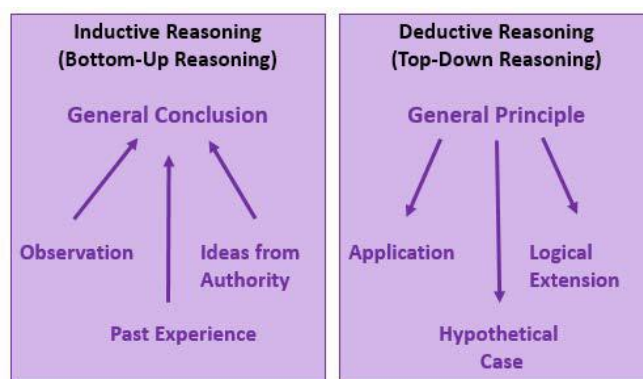 Inductive Reasoning
(Bottom-Up Reasoning)
General Conclusion
Observation
Ideas from
Authority
Past Experience
Deductive Reasoning
(Top-Down Reasoning)
General Principle
Application
Logical
Extension
Hypothetical
Case